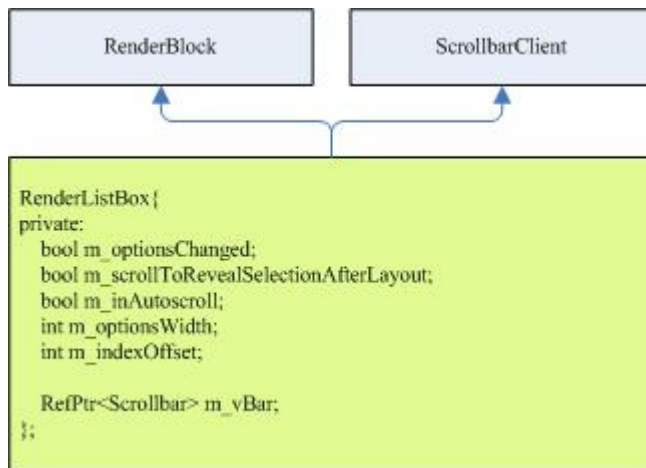 RenderBlock
ScrollbarClient
RenderListBox{
private:
bool m_optionsChanged;
bool m_scrollToRevealSelectionAfterLayout;
bool m_inAutoscroll;
int m_optionsWidth;
int m_indexOffset;
RefPtr<Scrollbar> m_vBar;
};